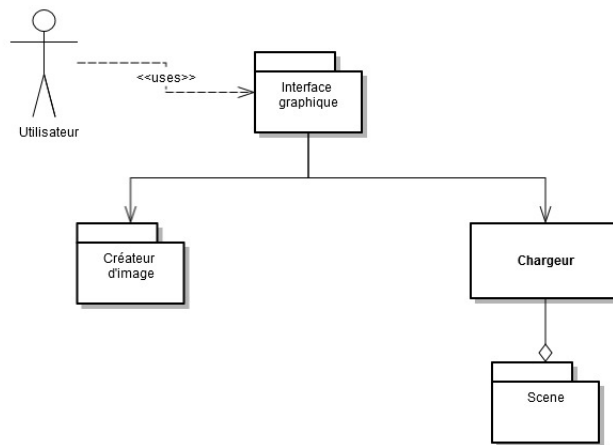 <<uses>>
Interface
graphique
Utilisateur
Créateur
d'image
Chargeur
Scene